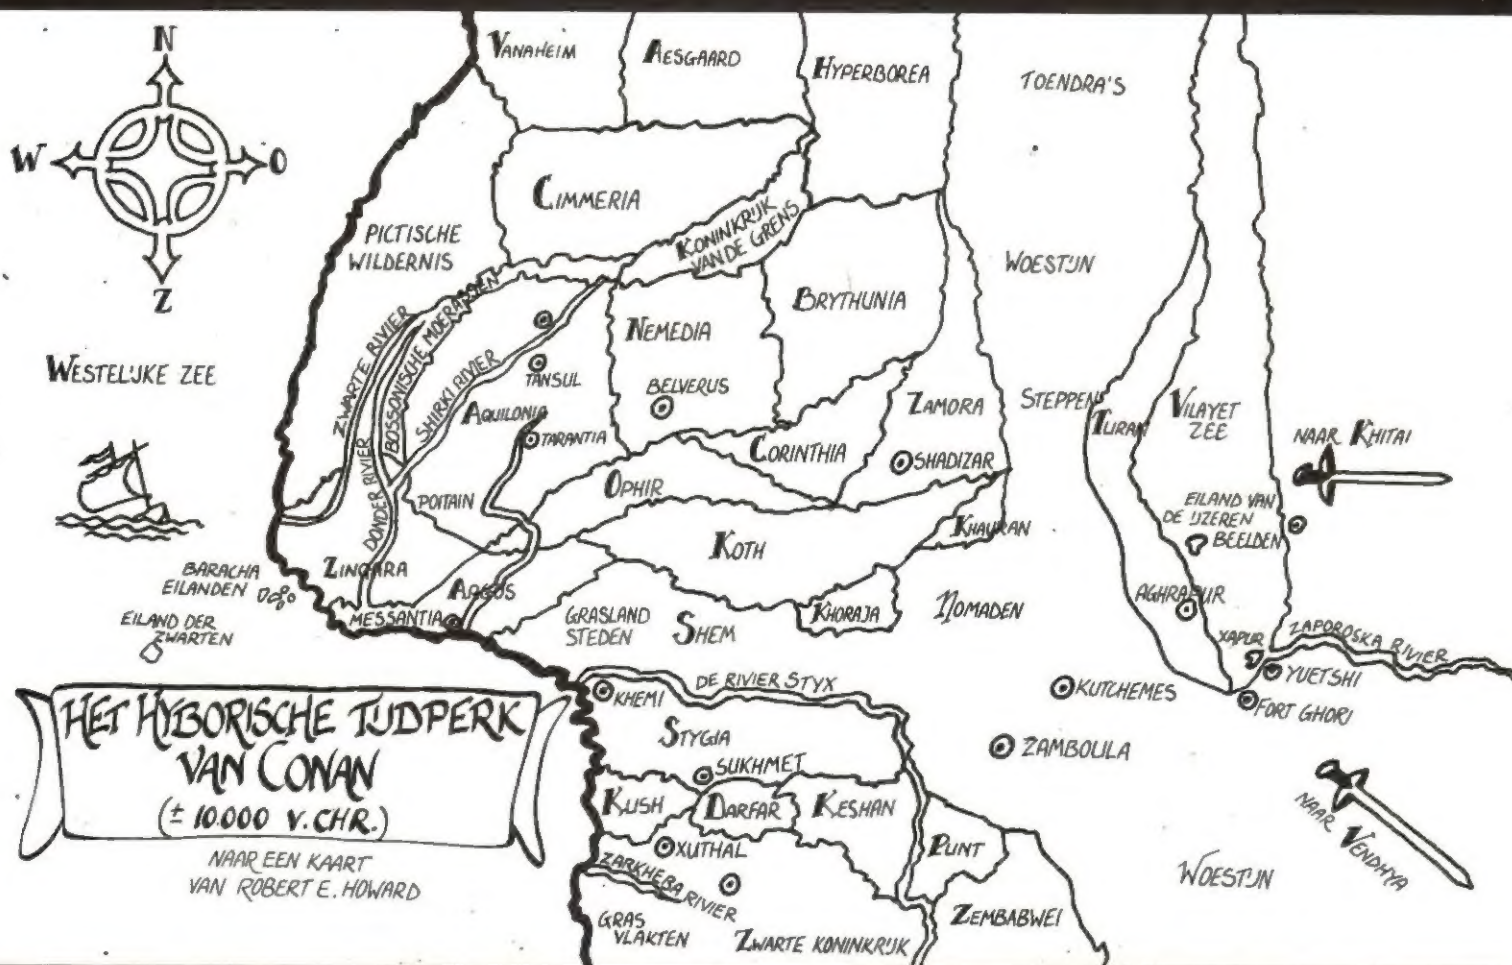 N
W
O
Z
VANAHEIM
AESGAARD
HYPERBOREA
TOENDRA'S
CIMMERIA
PICTISCHE
WILDERNIS
KONINKRIJK
VAN DE GRENS
WOESTIJN
BRYTHUNIA
NEMEDIA
WESTELIJKE ZEE
ZWARTE RIVIER
BOSSONISCHE MOERASSEN
SHIRKI RIVIER
TANSUL
BELVERUS
AQUILONIA
TARANTIA
ZAMORA
STEPPEN
TURAN
VILAYET
ZEE
NAAR KHITAI
CORINTHIA
SHADIZAR
OPHIR
POITAIN
DONDER RIVIER
EILAND VAN
DE IJZEREN
BEELDEN
KHAURAN
KOTH
ZINGARA
ARGOS
BARACHA
EILANDEN
MESSANTIA
EILAND DER
ZWARTEN
GRASLAND
STEDEN
SHEM
KHORAJA
NOMADEN
AGHRAPUR
XAPUR
ZAPOROSKA RIVIER
YUETSHI
FORT GHORI
KUTCHEMES
ZAMBOULA
KHEMI
DE RIVIER STYX
STYGIA
SUKHMET
HET HYBORISCHE TIJDPERK
VAN CONAN
(± 10.000 V. CHR.)
NAAR EEN KAART
VAN ROBERT E. HOWARD
KUSH
DARFAR
KESHAN
PUNT
XUTHAL
ZARKHEBA RIVIER
GRAS
VLAKTEN
ZWARTE KONINKRIJK
ZEMBABWEI
WOESTIJN
NAAR VENDHYA